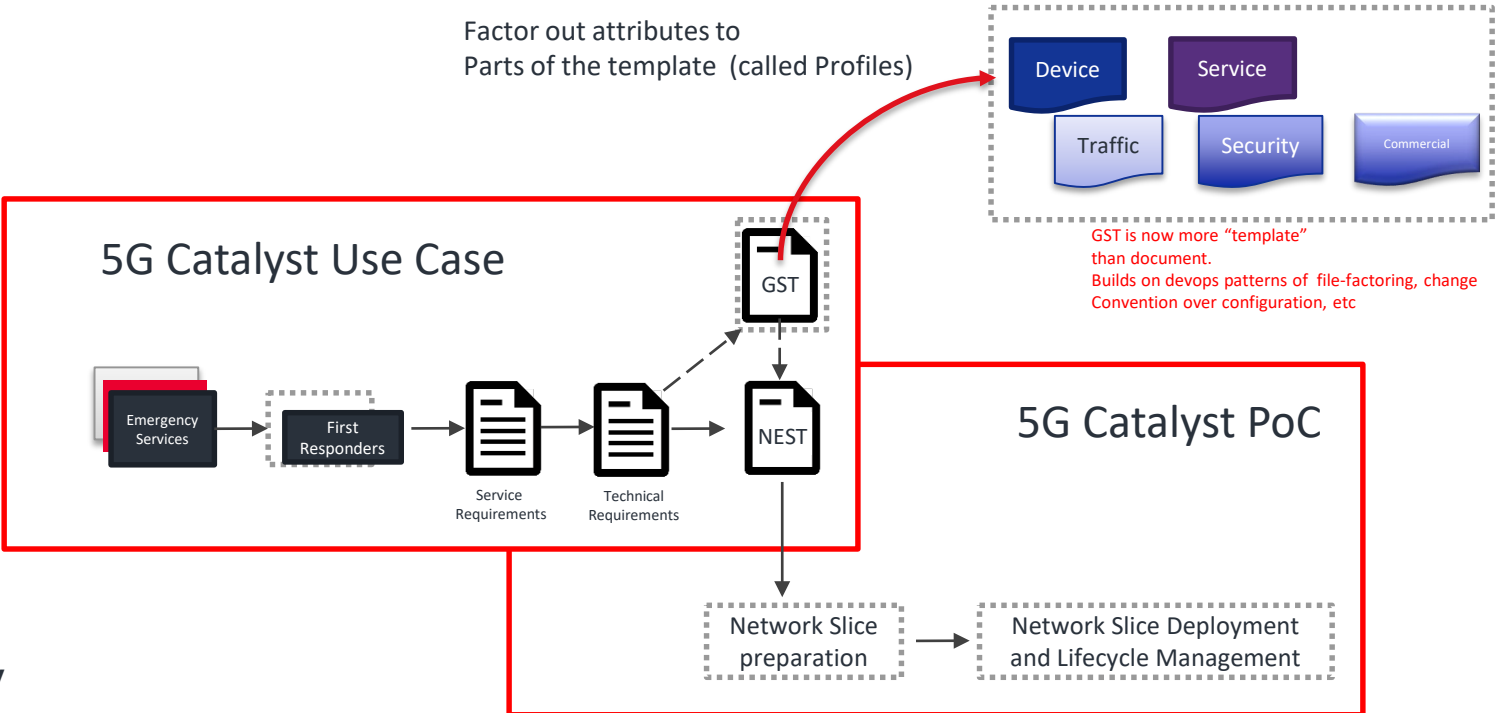 Factor out attributes to
Parts of the template (called Profiles)
Device
Service
Traffic
Security
Commercial
GST is now more “template”
than document.
Builds on devops patterns of file-factoring, change
Convention over configuration, etc
5G Catalyst Use Case
GST
Emergency
Services
First
Responders
Service
Requirements
Technical
Requirements
NEST
5G Catalyst PoC
Network Slice
preparation
Network Slice Deployment
and Lifecycle Management